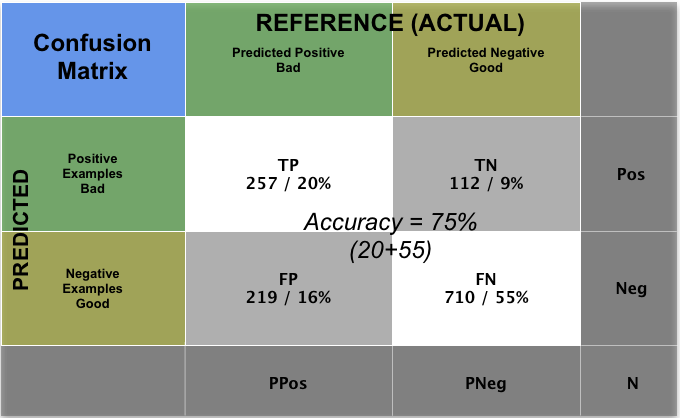 REFERENCE (ACTUAL)
Confusion
Matrix
Predicted Positive
Bad
Predicted Negative
Good
PREDICTED
Positive
Examples
Bad
TP
257 / 20%
TN
112 / 9%
Pos
Accuracy = 75%
(20+55)
Negative
Examples
Good
FP
219 / 16%
FN
710 / 55%
Neg
PPos
PNeg
N